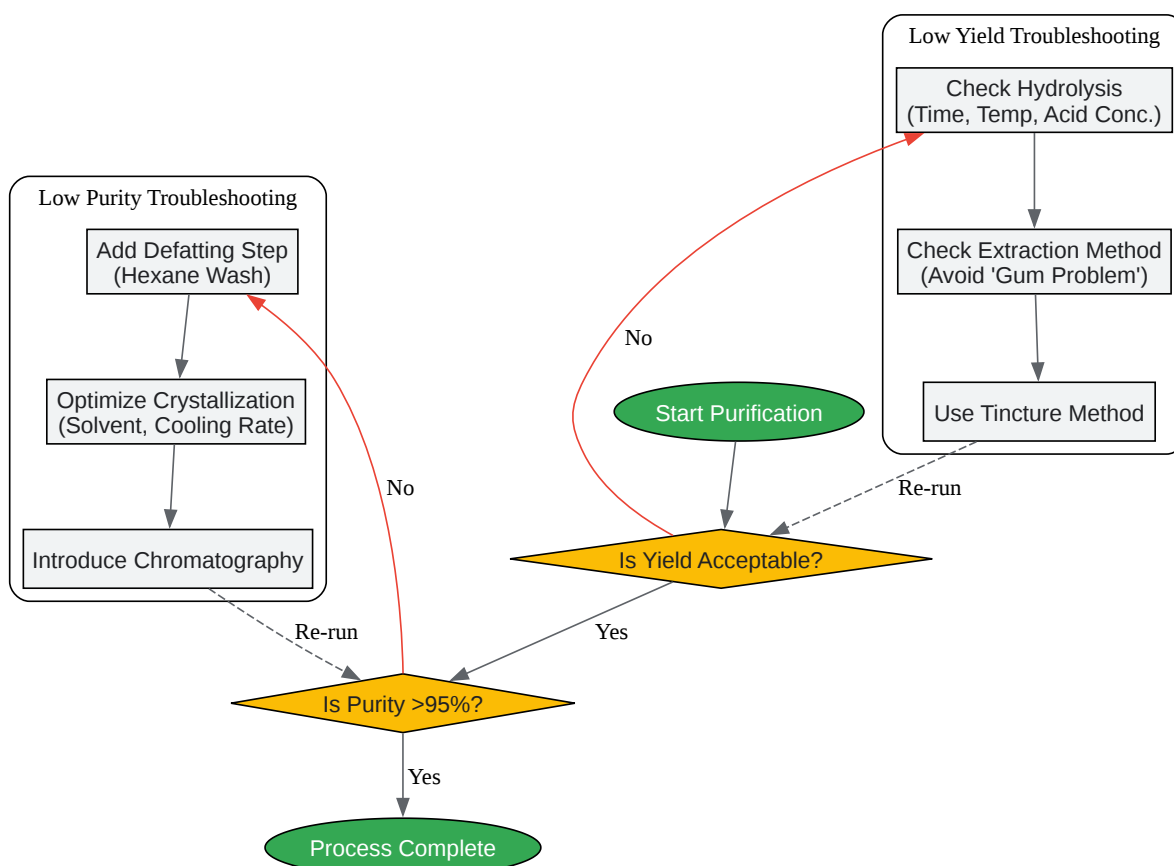 Low Yield Troubleshooting
Check Hydrolysis
(Time, Temp, Acid Conc.)
Low Purity Troubleshooting
Add Defatting Step
(Hexane Wash)
Check Extraction Method
(Avoid 'Gum Problem')
No
Optimize Crystallization
(Solvent, Cooling Rate)
Start Purification
Use Tincture Method
No
Re-run
Introduce Chromatography
Is Yield Acceptable?
Re-run
Yes
Is Purity >95%?
Yes
Process Complete